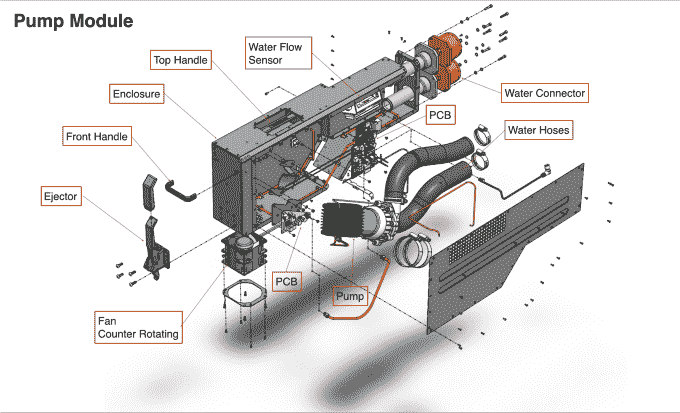 Pump Module
Water Flow
Sensor
Top Handle
Enclosure
Water Connector
PCB
Front Handle
Water Hoses
Ejector
PCB
Pump
Fan
Counter Rotating